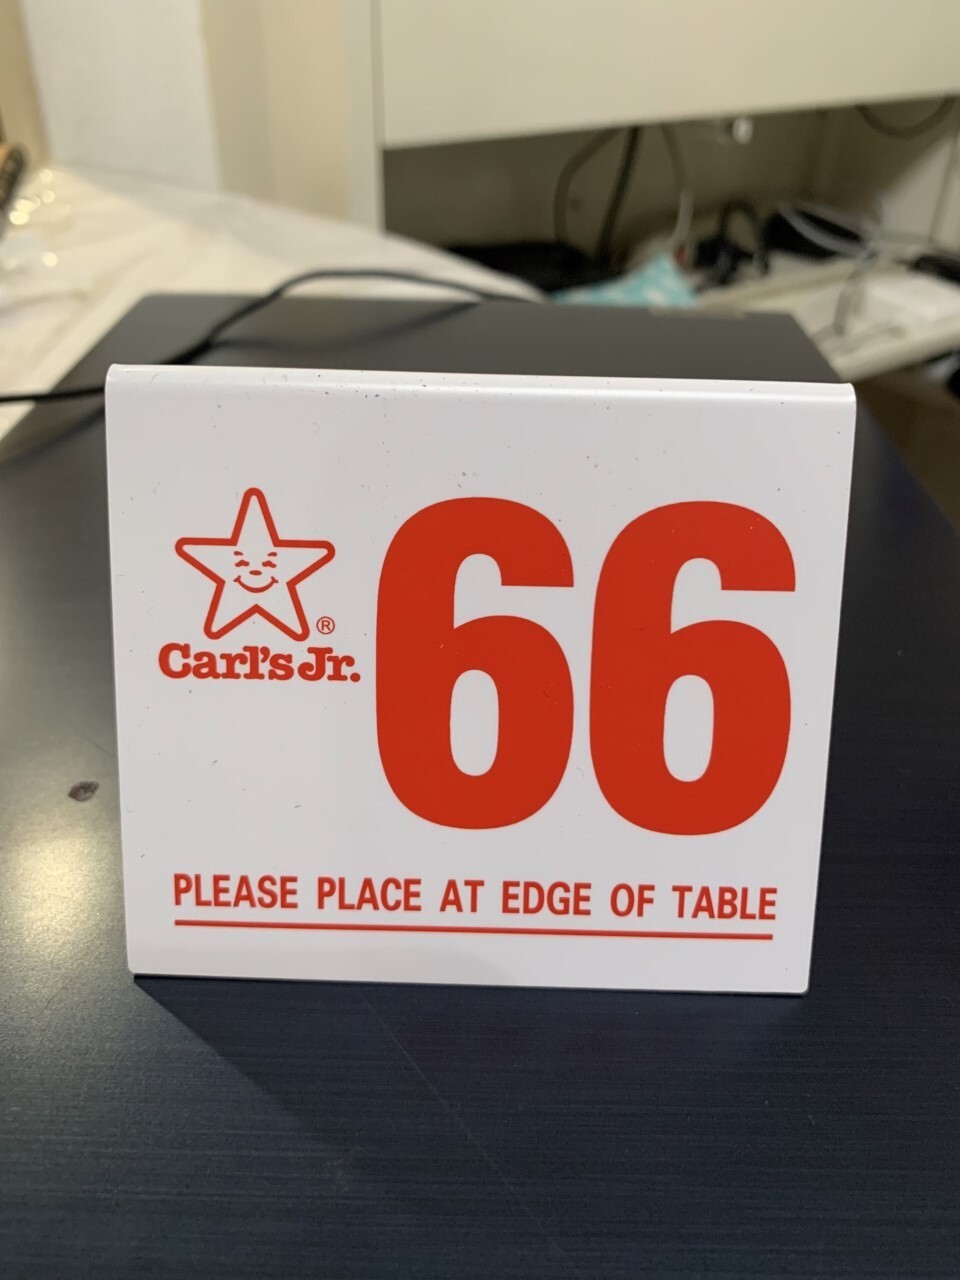 66
®
Carl's Jr.
PLEASE PLACE AT EDGE OF TABLE